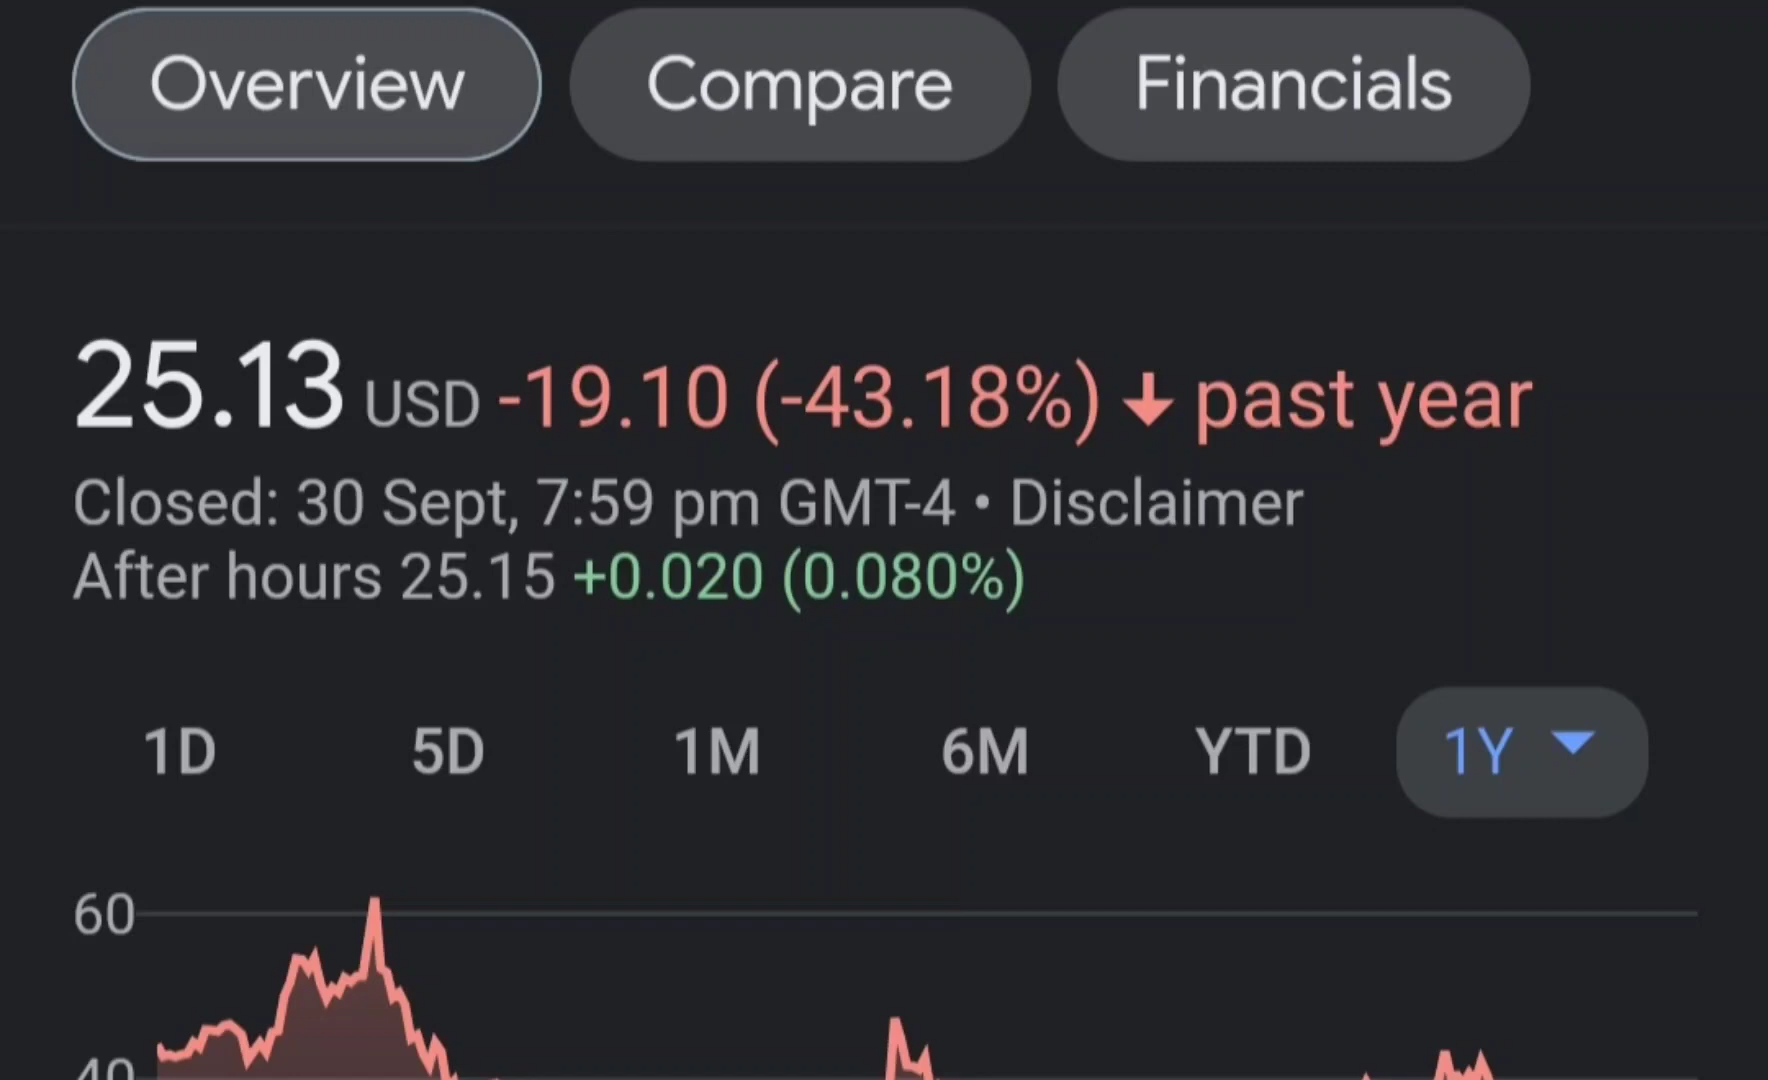 Overview Compare Financials
25.13 USD -19.10 (-43.18%) ↓ past year
Closed: 30 Sept, 7:59 pm GMT-4 • Disclaimer
After hours 25.15 +0.020 (0.080%)
1D 5D 1M 6M YTD 1Y
60
40